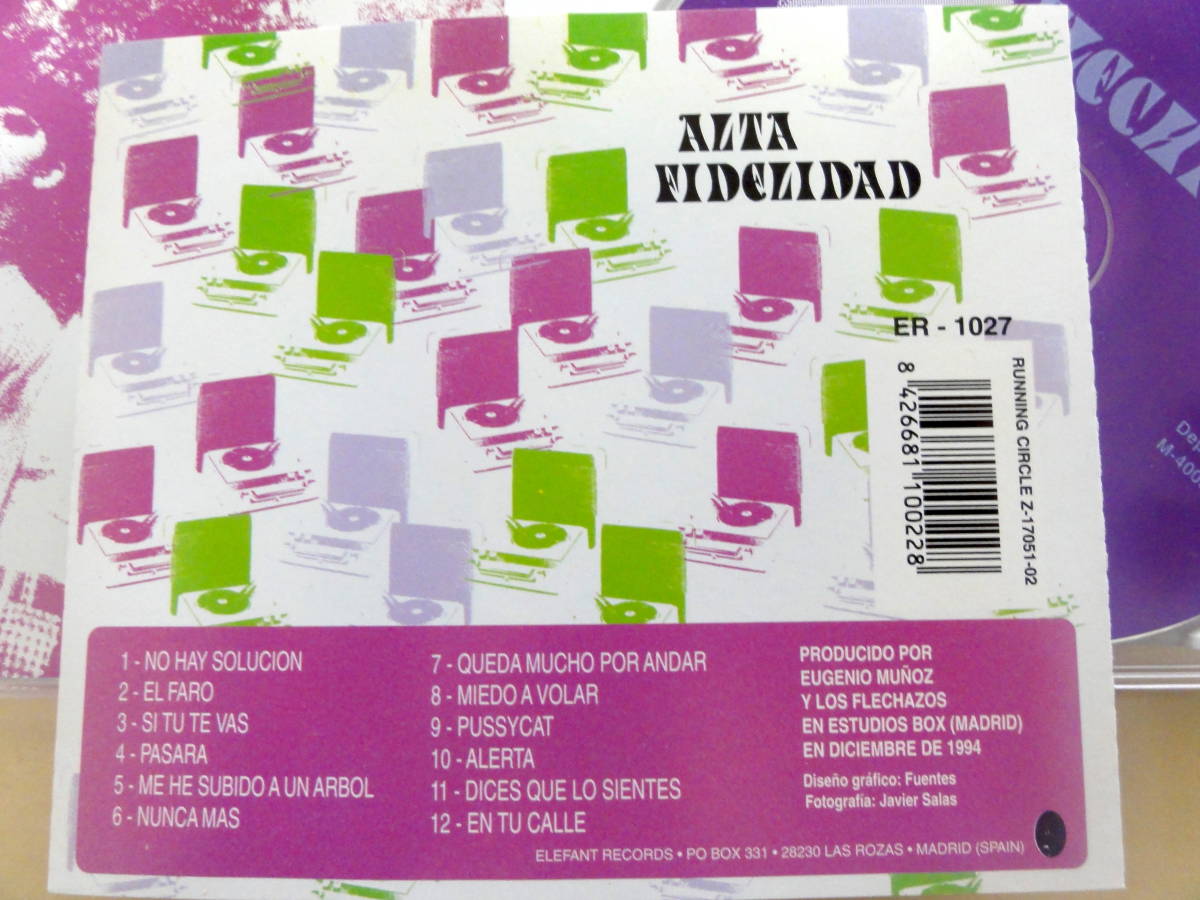 ALTA
FIDELIDAD
ER - 1027
RUNNING CIRCLE Z-17051-02
8 426681 100228
1 - NO HAY SOLUCION
2 - EL FARO
3 - SI TU TE VAS
4 - PASARA
5 - ME HE SUBIDO A UN ARBOL
6 - NUNCA MAS
7 - QUEDA MUCHO POR ANDAR
8 - MIEDO A VOLAR
9 - PUSSYCAT
10 - ALERTA
11 - DICES QUE LO SIENTES
12 - EN TU CALLE
PRODUCIDO POR
EUGENIO MUÑOZ
Y LOS FLECHAZOS
EN ESTUDIOS BOX (MADRID)
EN DICIEMBRE DE 1994
Diseño gráfico: Fuentes
Fotografía: Javier Salas
ELEFANT RECORDS • PO BOX 331 • 28230 LAS ROZAS • MADRID (SPAIN)